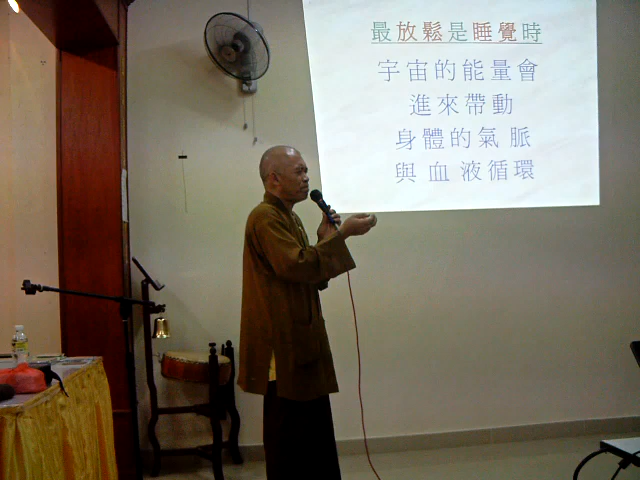 最放鬆是睡覺時
宇宙的能量會
進來帶動
身體的氣脈
與血液循環